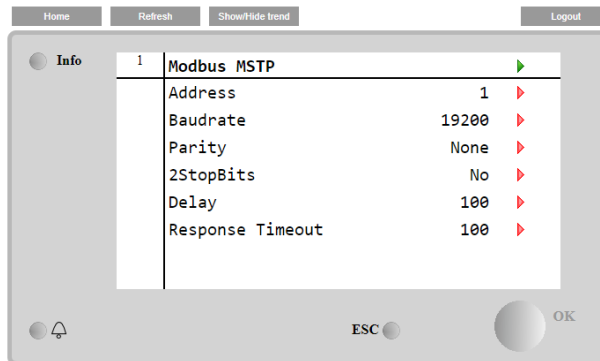 Home Refresh Show/Hide trend Logout
Info
1 Modbus MSTP
Address 1
Baudrate 19200
Parity None
2StopBits No
Delay 100
Response Timeout 100
ESC OK